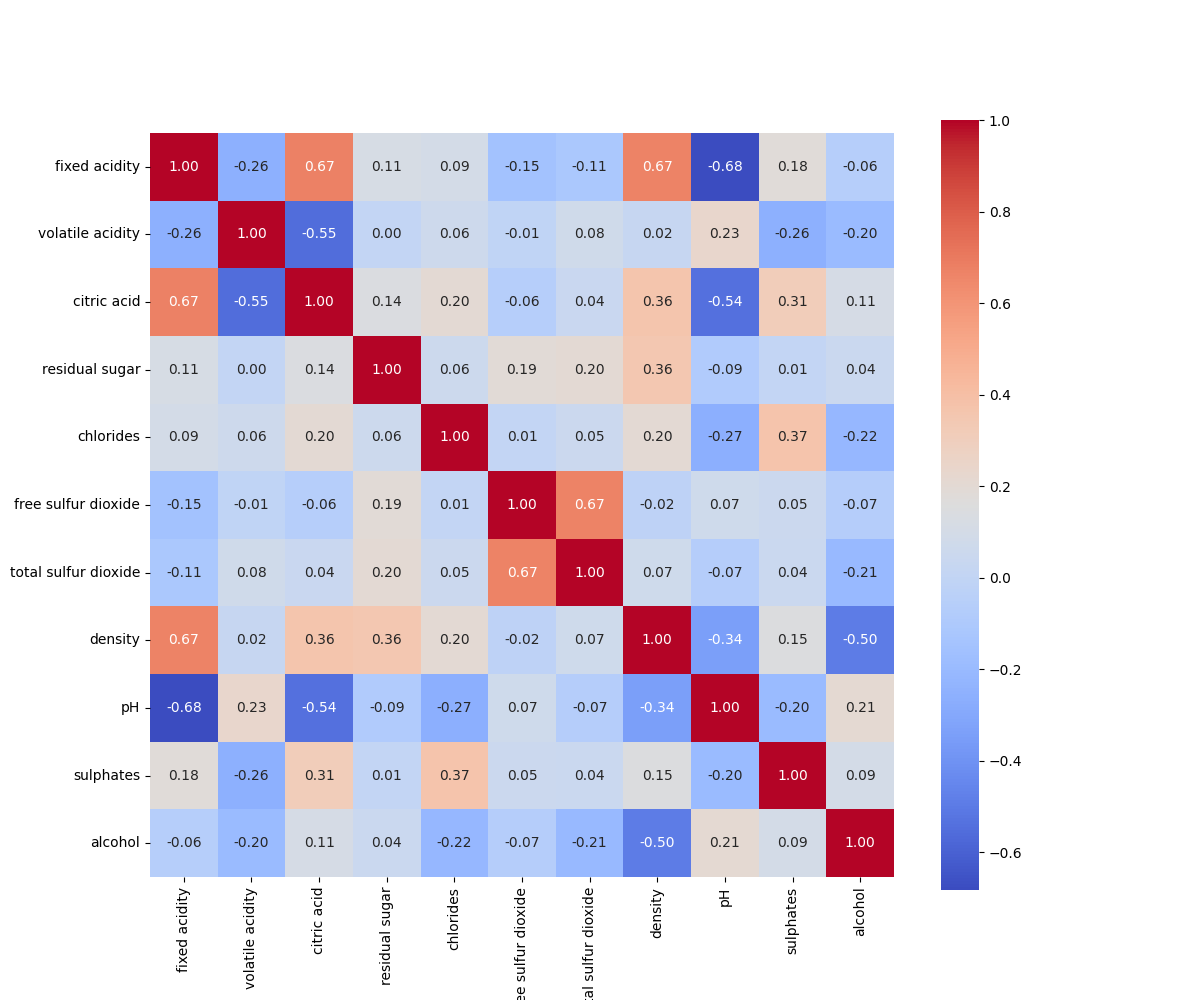 fixed acidity 1.00 -0.26 0.67 0.11 0.09 -0.15 -0.11 0.67 -0.68 0.18 -0.06
volatile acidity -0.26 1.00 -0.55 0.00 0.06 -0.01 0.08 0.02 0.23 -0.26 -0.20
citric acid 0.67 -0.55 1.00 0.14 0.20 -0.06 0.04 0.36 -0.54 0.31 0.11
residual sugar 0.11 0.00 0.14 1.00 0.06 0.19 0.20 0.36 -0.09 0.01 0.04
chlorides 0.09 0.06 0.20 0.06 1.00 0.01 0.05 0.20 -0.27 0.37 -0.22
free sulfur dioxide -0.15 -0.01 -0.06 0.19 0.01 1.00 0.67 -0.02 0.07 0.05 -0.07
total sulfur dioxide -0.11 0.08 0.04 0.20 0.05 0.67 1.00 0.07 -0.07 0.04 -0.21
density 0.67 0.02 0.36 0.36 0.20 -0.02 0.07 1.00 -0.34 0.15 -0.50
pH -0.68 0.23 -0.54 -0.09 -0.27 0.07 -0.07 -0.34 1.00 -0.20 0.21
sulphates 0.18 -0.26 0.31 0.01 0.37 0.05 0.04 0.15 -0.20 1.00 0.09
alcohol -0.06 -0.20 0.11 0.04 -0.22 -0.07 -0.21 -0.50 0.21 0.09 1.00
fixed acidity
volatile acidity
citric acid
residual sugar
chlorides
ee sulfur dioxide
tal sulfur dioxide
density
pH
sulphates
alcohol
1.0
0.8
0.6
0.4
0.2
0.0
−0.2
−0.4
−0.6